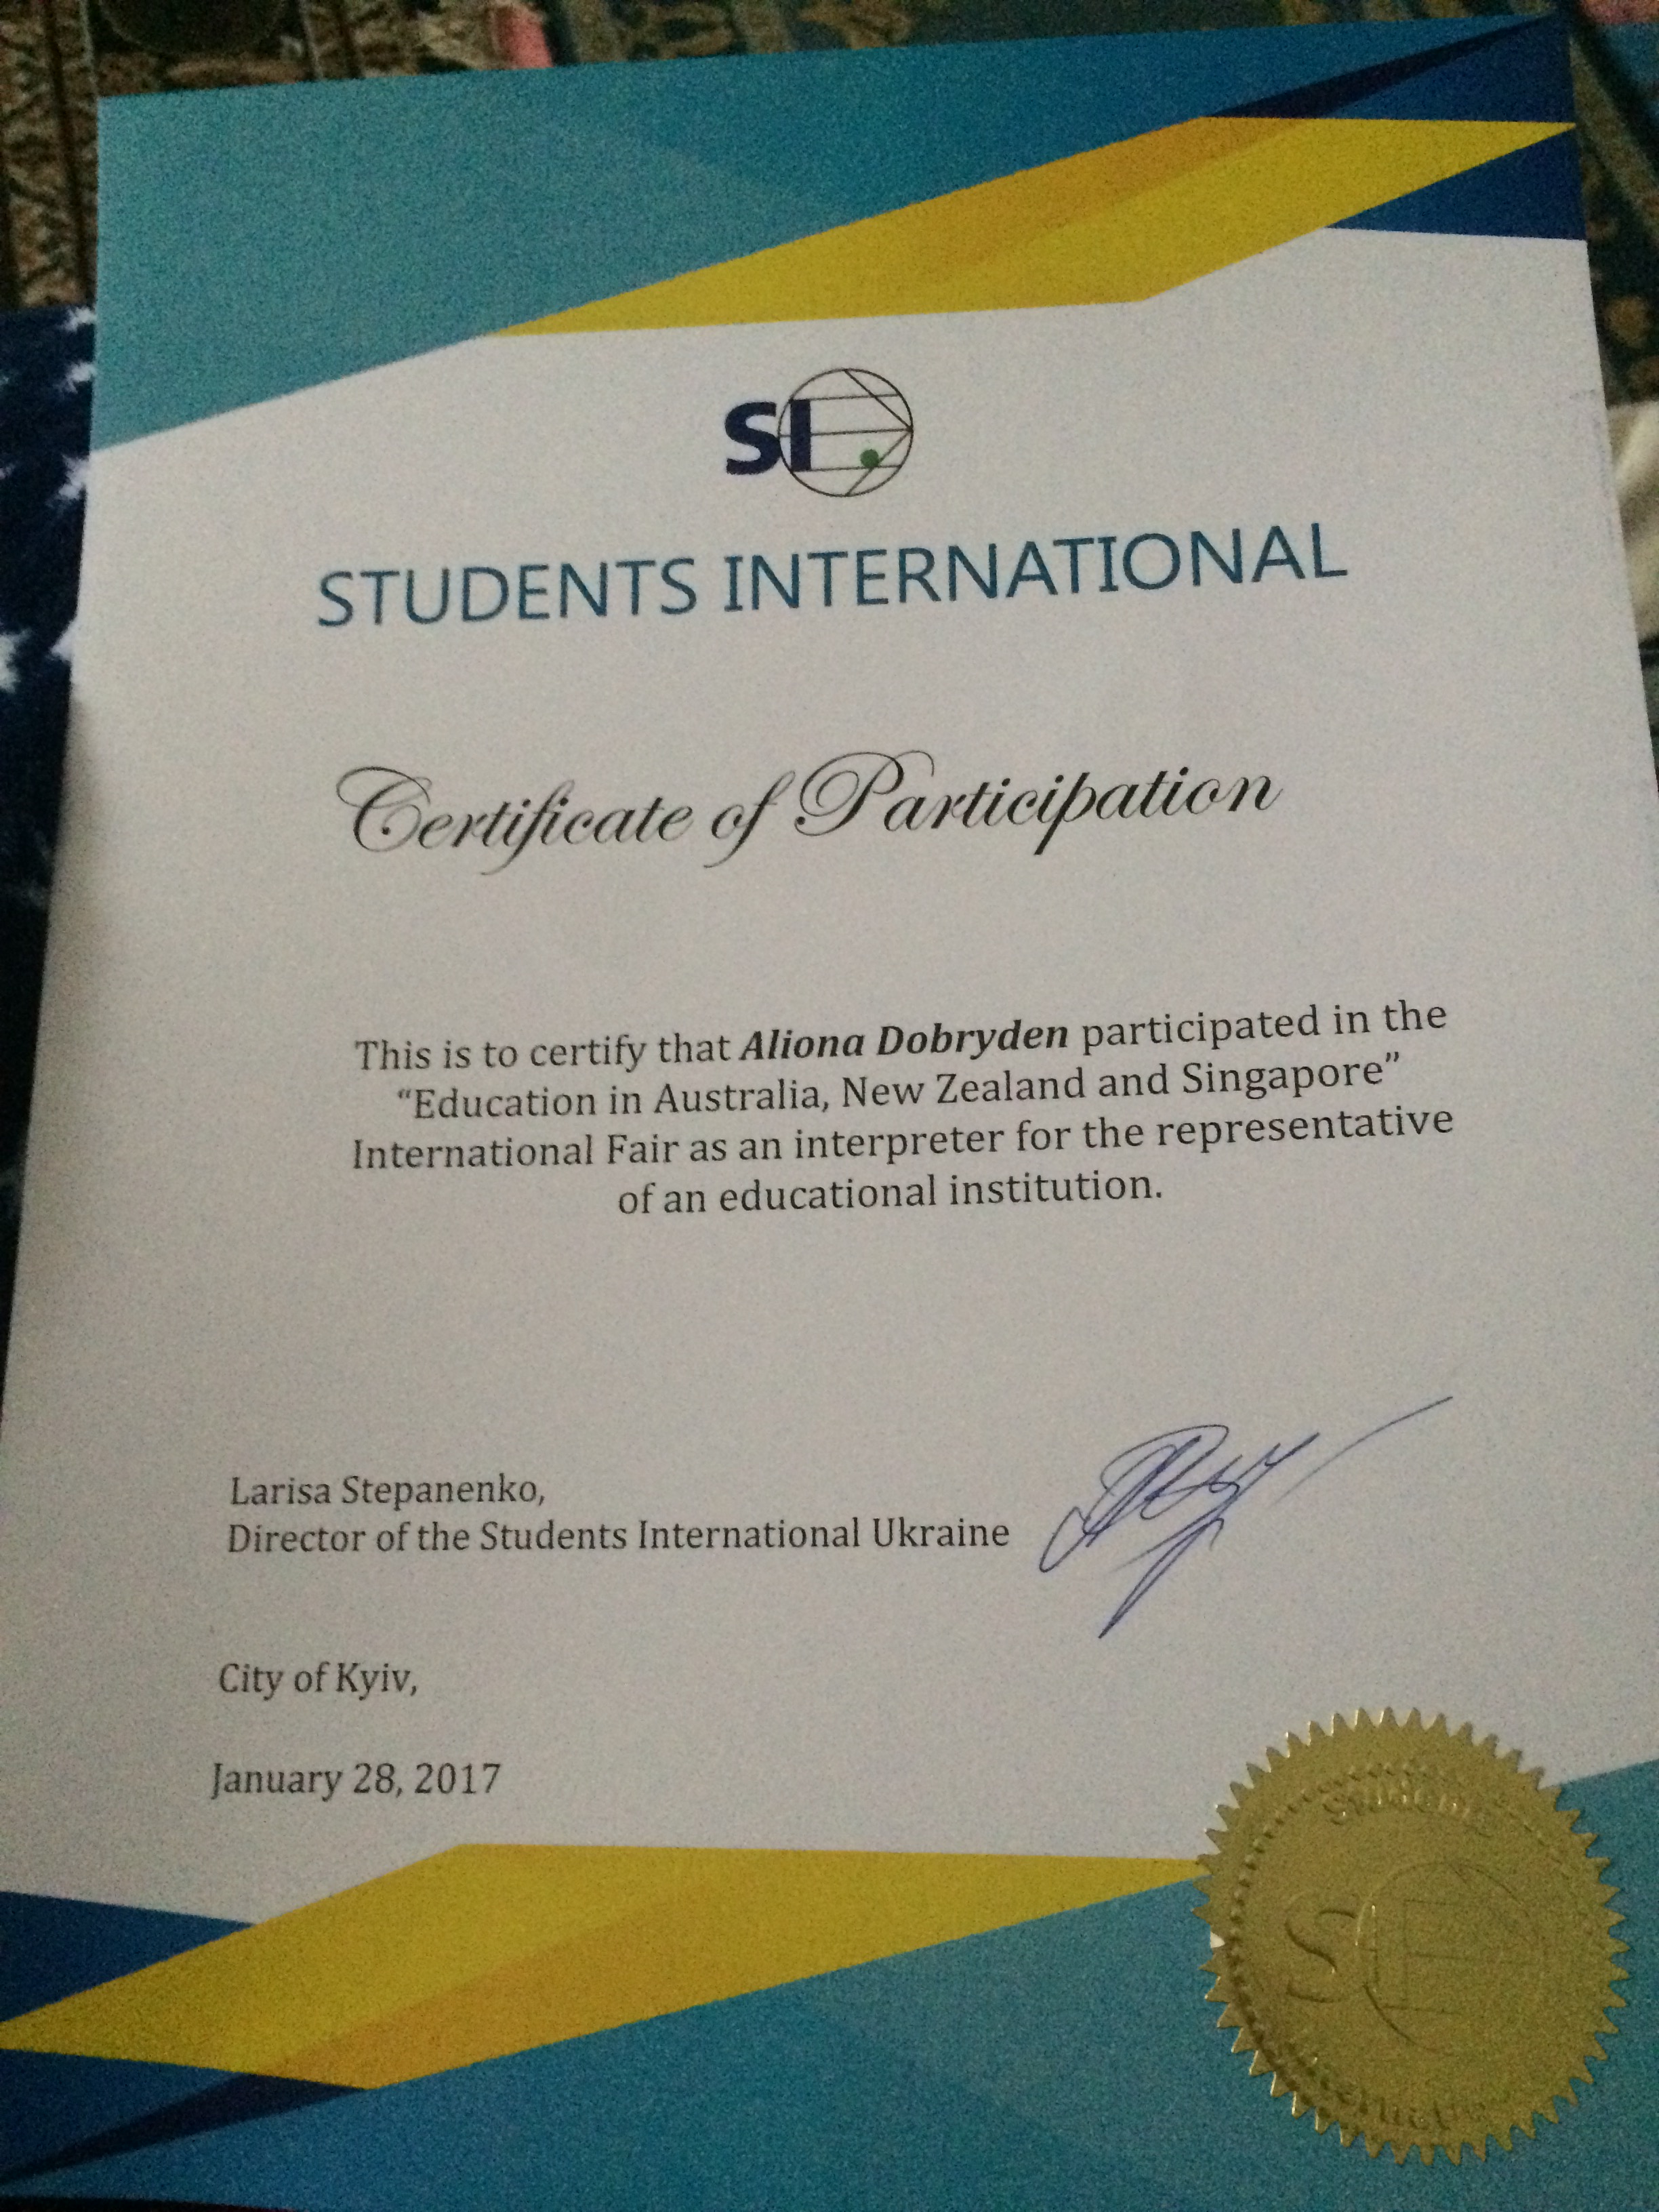 SI
STUDENTS INTERNATIONAL
Certificate of Participation
This is to certify that Aliona Dobryden participated in the
“Education in Australia, New Zealand and Singapore”
International Fair as an interpreter for the representative
of an educational institution.
Larisa Stepanenko,
Director of the Students International Ukraine
City of Kyiv,
January 28, 2017
Students